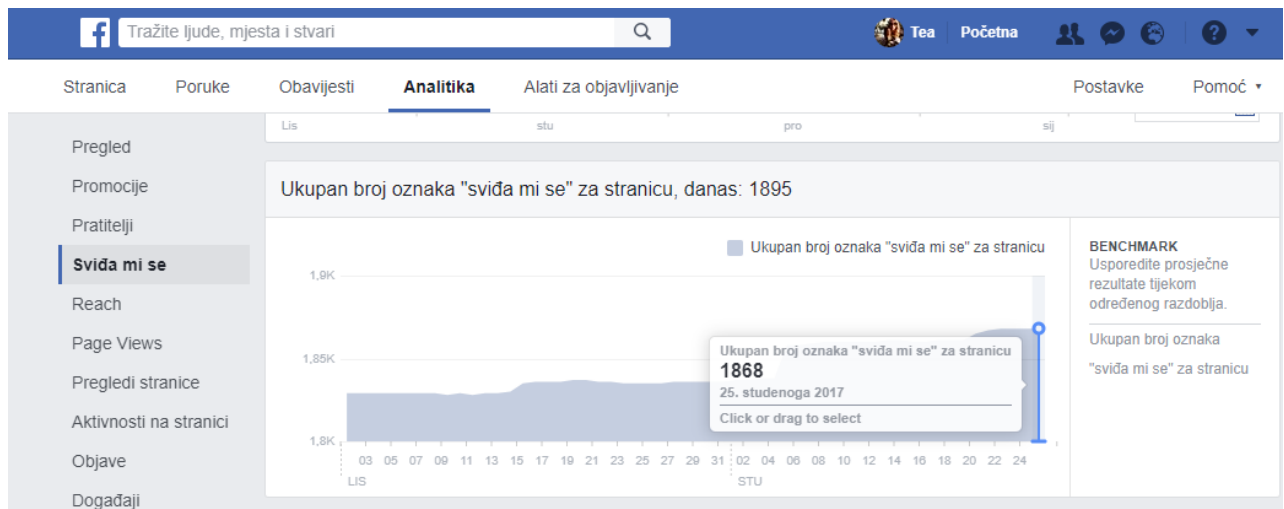 f
Tražite ljude, mjesta i stvari
Tea
Početna
?
Stranica
Poruke
Obavijesti
Analitika
Alati za objavljivanje
Postavke
Pomoć
Lis
stu
pro
sij
Pregled
Promocije
Pratitelji
Sviđa mi se
Reach
Page Views
Pregledi stranice
Aktivnosti na stranici
Objave
Događaji
Ukupan broj oznaka "sviđa mi se" za stranicu, danas: 1895
Ukupan broj oznaka "sviđa mi se" za stranicu
1,9K
1,85K
1,8K
Ukupan broj oznaka "sviđa mi se" za stranicu
1868
25. studenoga 2017
Click or drag to select
03 05 07 09 11 13 15 17 19 21 23 25 27 29 31 02 04 06 08 10 12 14 16 18 20 22 24
LIS
STU
BENCHMARK
Usporedite prosječne
rezultate tijekom
određenog razdoblja.
Ukupan broj oznaka
"sviđa mi se" za stranicu